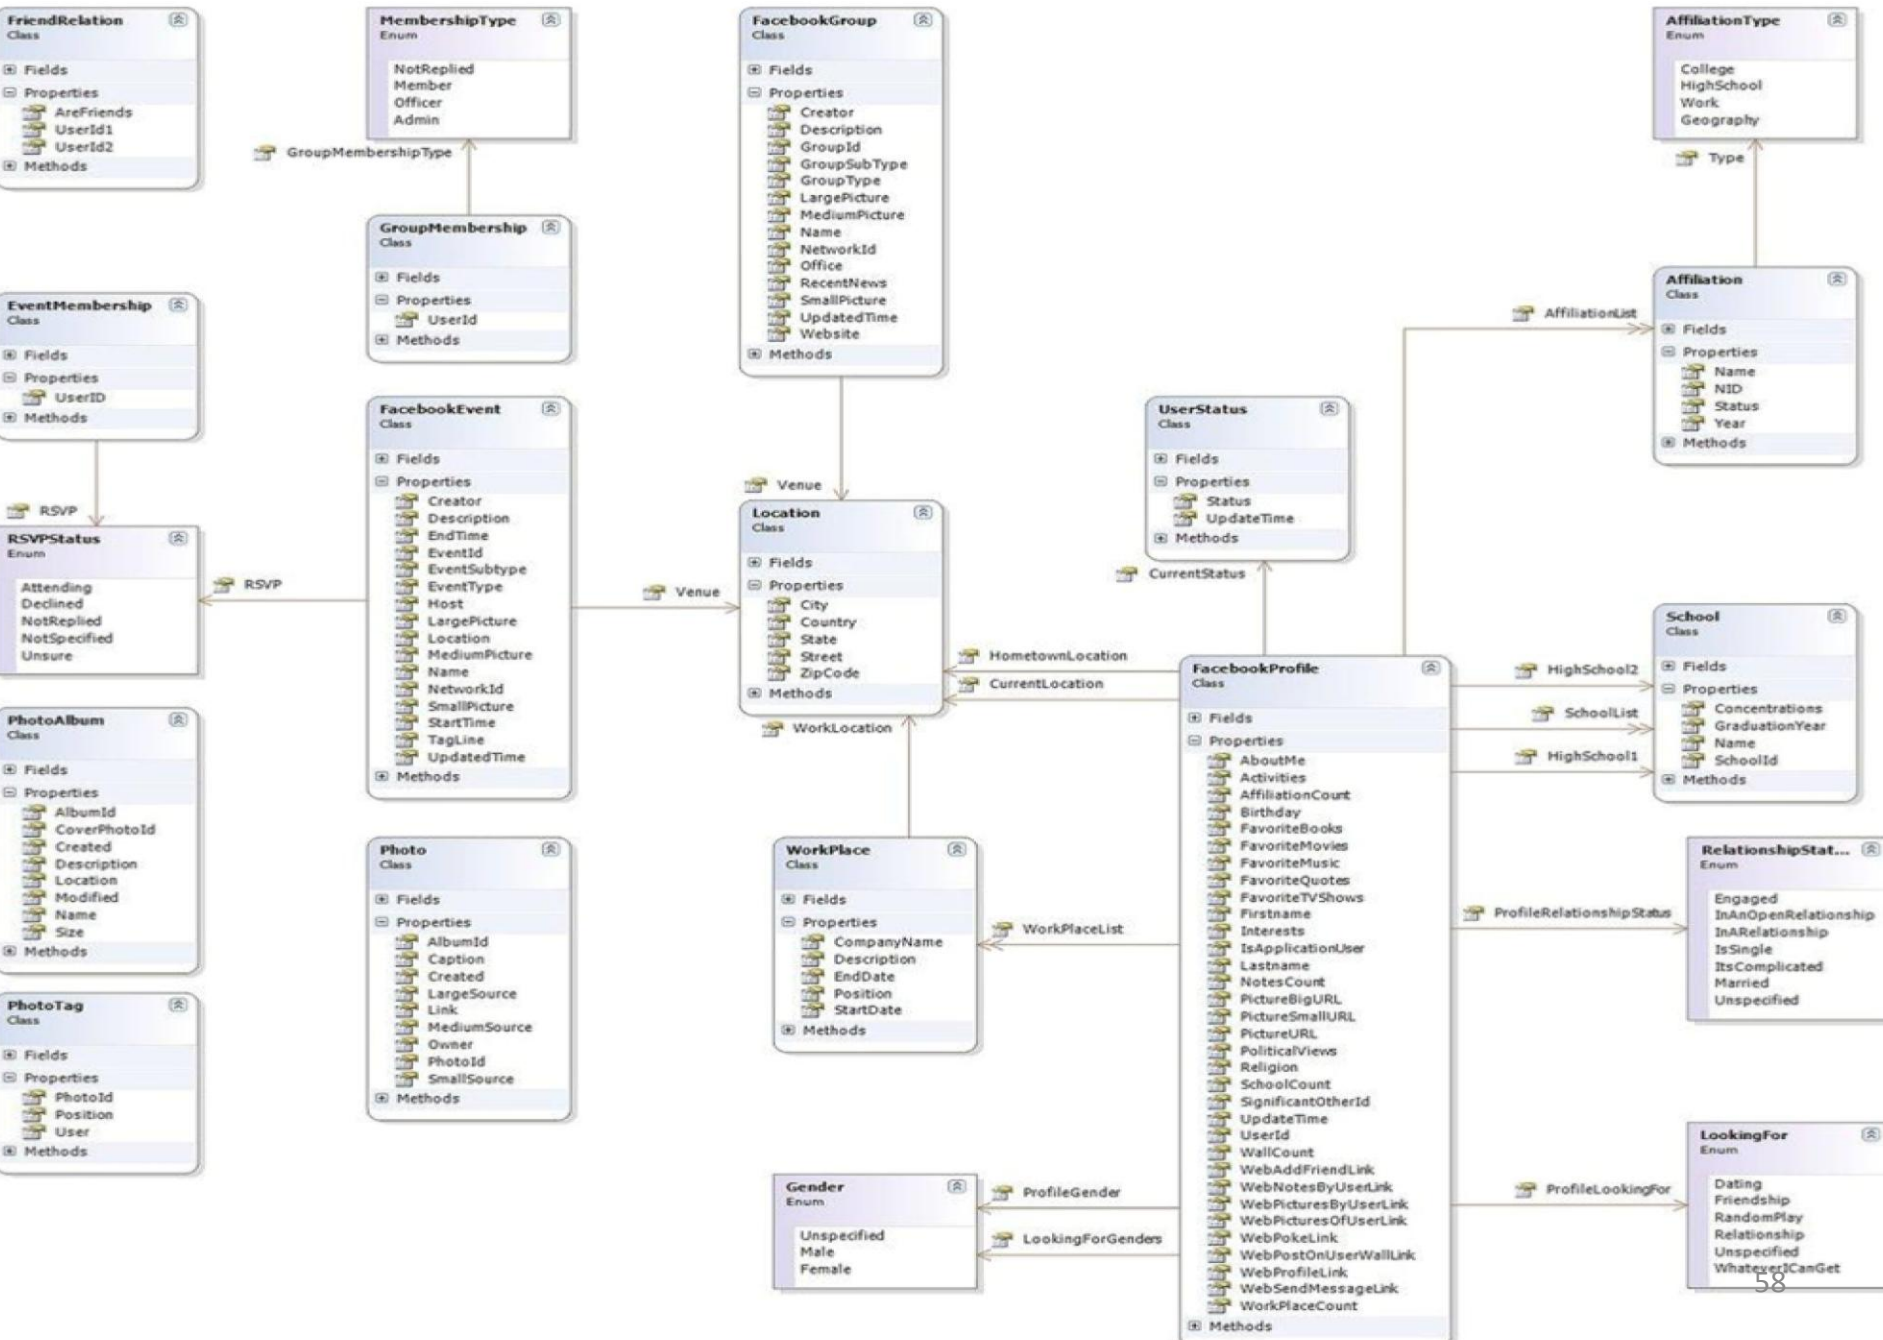 FriendRelation
Class
Fields
Properties
AreFriends
UserId1
UserId2
Methods
MembershipType
Enum
NotReplied
Member
Officer
Admin
GroupMembershipType
GroupMembership
Class
Fields
Properties
UserId
Methods
FacebookGroup
Class
Fields
Properties
Creator
Description
GroupId
GroupSubType
GroupType
LargePicture
MediumPicture
Name
NetworkId
Office
RecentNews
SmallPicture
UpdatedTime
Website
Methods
AffiliationType
Enum
College
HighSchool
Work
Geography
Type
Affiliation
Class
Fields
Properties
Name
NID
Status
Year
Methods
AffiliationList
EventMembership
Class
Fields
Properties
UserID
Methods
RSVP
RSVPStatus
Enum
Attending
Declined
NotReplied
NotSpecified
Unsure
RSVP
FacebookEvent
Class
Fields
Properties
Creator
Description
EndTime
EventId
EventSubtype
EventType
Host
LargePicture
Location
MediumPicture
Name
NetworkId
SmallPicture
StartTime
TagLine
UpdatedTime
Methods
Venue
Venue
Location
Class
Fields
Properties
City
Country
State
Street
ZipCode
Methods
WorkLocation
HometownLocation
CurrentLocation
UserStatus
Class
Fields
Properties
Status
UpdateTime
Methods
CurrentStatus
School
Class
Fields
Properties
Concentrations
GraduationYear
Name
SchoolId
Methods
HighSchool2
SchoolList
HighSchool1
PhotoAlbum
Class
Fields
Properties
AlbumId
CoverPhotoId
Created
Description
Location
Modified
Name
Size
Methods
PhotoTag
Class
Fields
Properties
PhotoId
Position
User
Methods
Photo
Class
Fields
Properties
AlbumId
Caption
Created
LargeSource
Link
MediumSource
Owner
PhotoId
SmallSource
Methods
WorkPlace
Class
Fields
Properties
CompanyName
Description
EndDate
Position
StartDate
Methods
WorkPlaceList
Gender
Enum
Unspecified
Male
Female
ProfileGender
LookingForGenders
FacebookProfile
Class
Fields
Properties
AboutMe
Activities
AffiliationCount
Birthday
FavoriteBooks
FavoriteMovies
FavoriteMusic
FavoriteQuotes
FavoriteTVShows
Firstname
Interests
IsApplicationUser
Lastname
NotesCount
PictureBigURL
PictureSmallURL
PictureURL
PoliticalViews
Religion
SchoolCount
SignificantOtherId
UpdateTime
UserId
WallCount
WebAddFriendLink
WebNotesByUserLink
WebPicturesByUserLink
WebPicturesOfUserLink
WebPokeLink
WebPostOnUserWallLink
WebProfileLink
WebSendMessageLink
WorkPlaceCount
Methods
ProfileRelationshipStatus
RelationshipStat...
Enum
Engaged
InAnOpenRelationship
InARelationship
IsSingle
ItsComplicated
Married
Unspecified
ProfileLookingFor
LookingFor
Enum
Dating
Friendship
RandomPlay
Relationship
Unspecified
WhateverICanGet
58